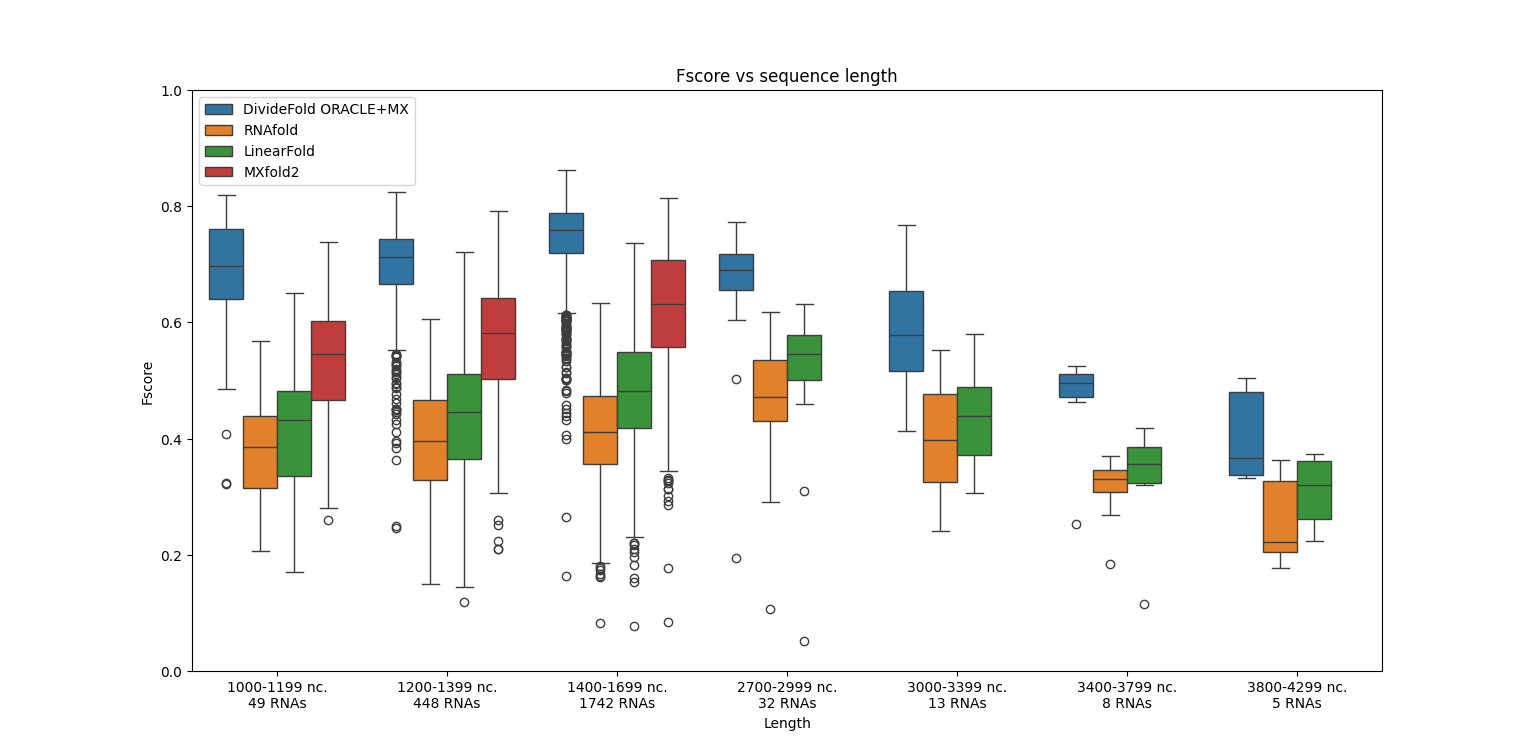 Fscore vs sequence length
DivideFold ORACLE+MX
RNAfold
LinearFold
MXfold2
Fscore
1.0
0.8
0.6
0.4
0.2
0.0
1000-1199 nc. 1200-1399 nc. 1400-1699 nc. 2700-2999 nc. 3000-3399 nc. 3400-3799 nc. 3800-4299 nc.
49 RNAs 448 RNAs 1742 RNAs 32 RNAs 13 RNAs 8 RNAs 5 RNAs
Length